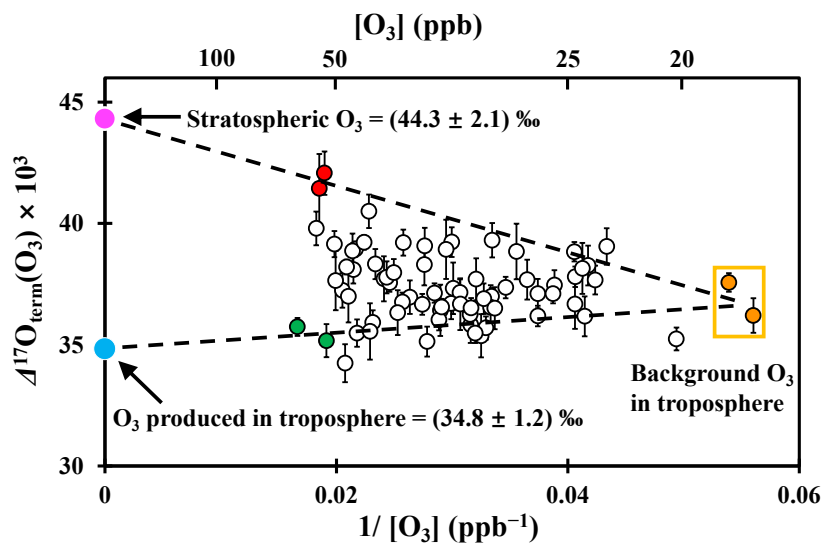 [O₃] (ppb)
100 50 25 20
45
40
35
30
Δ¹⁷Oterm(O₃) × 10³
Stratospheric O₃ = (44.3 ± 2.1) ‰
Background O₃
in troposphere
O₃ produced in troposphere = (34.8 ± 1.2) ‰
0 0.02 0.04 0.06
1/ [O₃] (ppb⁻¹)